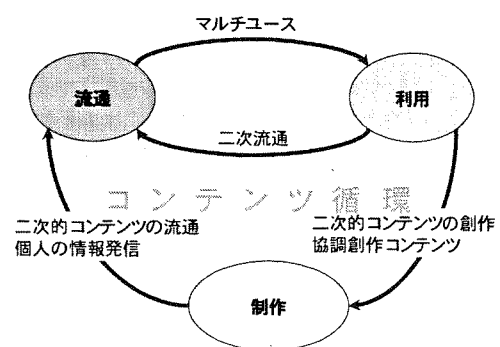 マルチユース
流通
利用
二次流通
コンテンツ循環
二次的コンテンツの流通
個人の情報発信
二次的コンテンツの創作
協調創作コンテンツ
制作